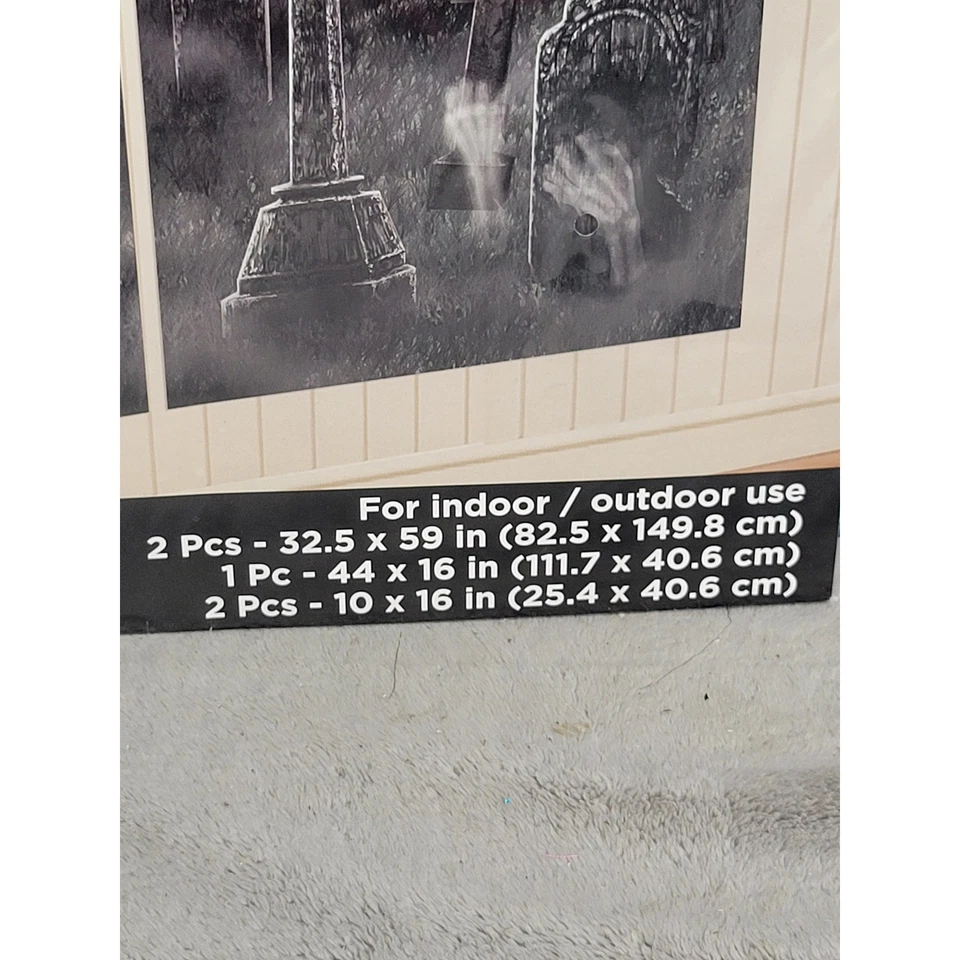 For indoor / outdoor use
2 Pcs - 32.5 x 59 in (82.5 x 149.8 cm)
1 Pc - 44 x 16 in (111.7 x 40.6 cm)
2 Pcs - 10 x 16 in (25.4 x 40.6 cm)